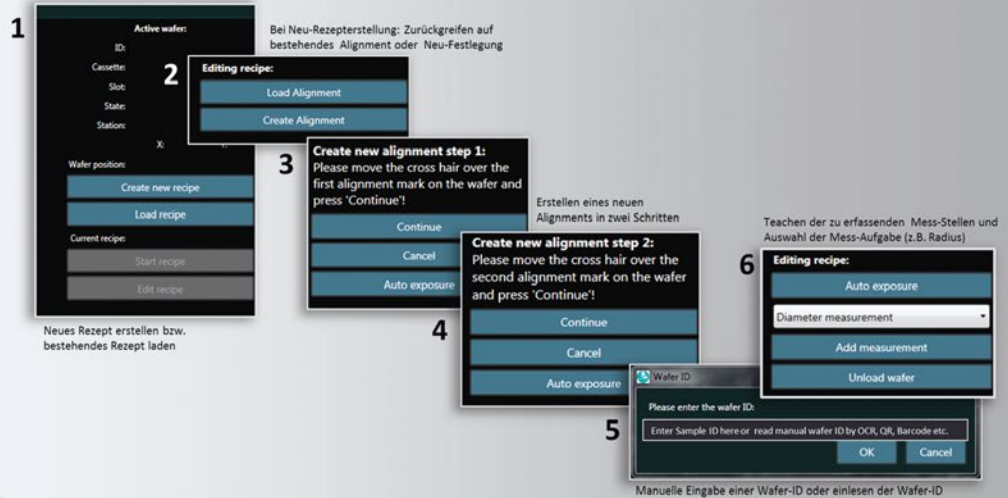 1
Active wafer:
ID:
Cassette:
Slot:
State:
Station:
X:
Wafer position:
Create new recipe
Load recipe
Current recipe:
Start recipe
Edit recipe
Neues Rezept erstellen bzw.
bestehendes Rezept laden
Bei Neu-Rezepterstellung: Zurückgreifen auf
bestehendes Alignment oder Neu-Festlegung
2
Editing recipe:
Load Alignment
Create Alignment
3
Create new alignment step 1:
Please move the cross hair over the
first alignment mark on the wafer and
press 'Continue'!
Continue
Cancel
Auto exposure
Erstellen eines neuen
Alignments in zwei Schritten
4
Create new alignment step 2:
Please move the cross hair over the
second alignment mark on the wafer
and press 'Continue'!
Continue
Cancel
Auto exposure
5
Wafer ID
Please enter the wafer ID:
Enter Sample ID here or read manual wafer ID by OCR, QR, Barcode etc.
OK
Cancel
Manuelle Eingabe einer Wafer-ID oder einlesen der Wafer-ID
Teachen der zu erfassenden Mess-Stellen und
Auswahl der Mess-Aufgabe (z.B. Radius)
6
Editing recipe:
Auto exposure
Diameter measurement
Add measurement
Unload wafer